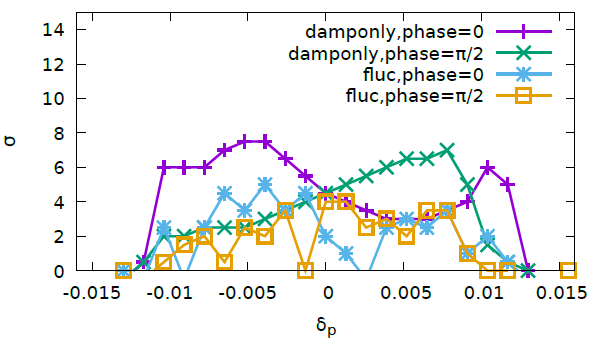 damponly,phase=0
damponly,phase=π/2
fluc,phase=0
fluc,phase=π/2
14
12
10
8
6
4
2
0
σ
-0.015 -0.01 -0.005 0 0.005 0.01 0.015
δp